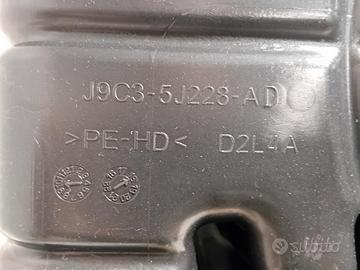 J9C3-5J228-AD
>PE-HD< D2L4A
subito